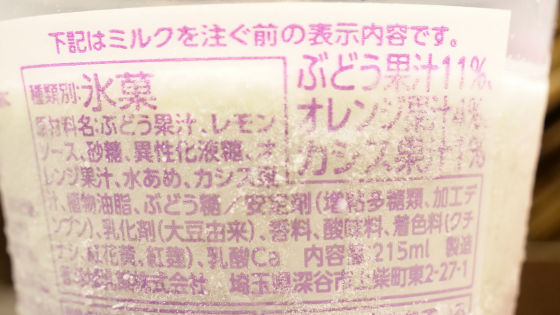 下記はミルクを注ぐ前の表示内容です。
種類別:氷菓
ぶどう果汁11%、
オレンジ果汁4%
カシス果汁1%
原材料名:ぶどう果汁、レモン
ソース、砂糖、異性化液糖、オ
レンジ果汁、水あめ、カシス果
汁、植物油脂、ぶどう糖/安定剤(増粘多糖類、加工デ
ンプン)、乳化剤(大豆由来)、香料、酸味料、着色料(クチ
ナシ、紅花黄、紅麹)、乳酸Ca 内容量 215ml 製造
株式会社 埼玉県深谷市上柴町東2-27-1